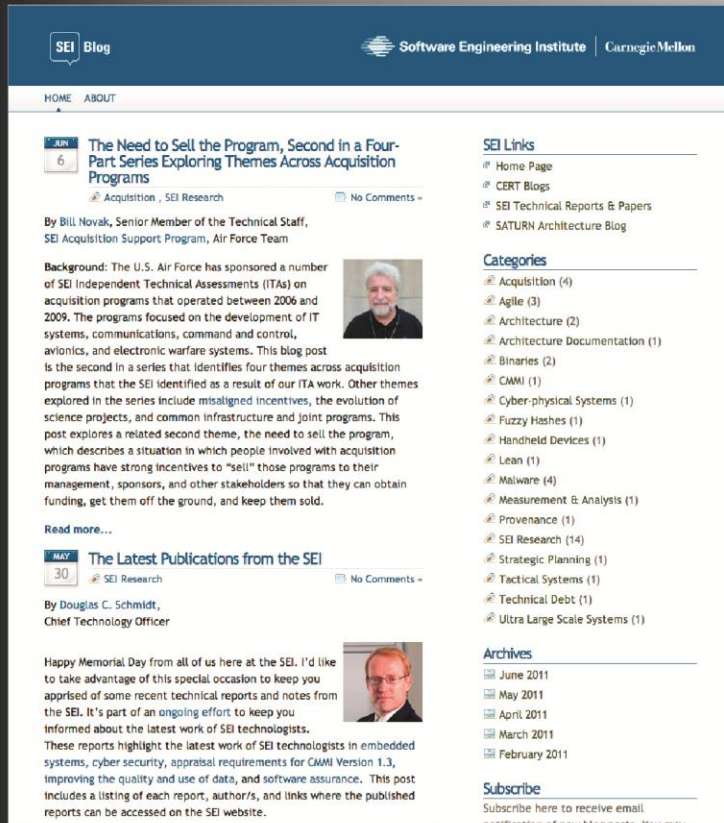 SEI Blog
Software Engineering Institute | Carnegie Mellon
HOME ABOUT
JUN
6
The Need to Sell the Program, Second in a Four-
Part Series Exploring Themes Across Acquisition
Programs
Acquisition , SEI Research
No Comments »
By Bill Novak, Senior Member of the Technical Staff,
SEI Acquisition Support Program, Air Force Team
Background: The U.S. Air Force has sponsored a number
of SEI Independent Technical Assessments (ITAs) on
acquisition programs that operated between 2006 and
2009. The programs focused on the development of IT
systems, communications, command and control,
avionics, and electronic warfare systems. This blog post
is the second in a series that identifies four themes across acquisition
programs that the SEI identified as a result of our ITA work. Other themes
explored in the series include misaligned incentives, the evolution of
science projects, and common infrastructure and joint programs. This
post explores a related second theme, the need to sell the program,
which describes a situation in which people involved with acquisition
programs have strong incentives to “sell” those programs to their
management, sponsors, and other stakeholders so that they can obtain
funding, get them off the ground, and keep them sold.
Read more...
MAY
30
The Latest Publications from the SEI
SEI Research
No Comments »
By Douglas C. Schmidt,
Chief Technology Officer
Happy Memorial Day from all of us here at the SEI. I'd like
to take advantage of this special occasion to keep you
apprised of some recent technical reports and notes from
the SEI. It's part of an ongoing effort to keep you
informed about the latest work of SEI technologists.
These reports highlight the latest work of SEI technologists in embedded
systems, cyber security, appraisal requirements for CMMI Version 1.3,
improving the quality and use of data, and software assurance. This post
includes a listing of each report, author/s, and links where the published
reports can be accessed on the SEI website.
SEI Links
Home Page
CERT Blogs
SEI Technical Reports & Papers
SATURN Architecture Blog
Categories
Acquisition (4)
Agile (3)
Architecture (2)
Architecture Documentation (1)
Binaries (2)
CMMI (1)
Cyber-physical Systems (1)
Fuzzy Hashes (1)
Handheld Devices (1)
Lean (1)
Malware (4)
Measurement & Analysis (1)
Provenance (1)
SEI Research (14)
Strategic Planning (1)
Tactical Systems (1)
Technical Debt (1)
Ultra Large Scale Systems (1)
Archives
June 2011
May 2011
April 2011
March 2011
February 2011
Subscribe
Subscribe here to receive email